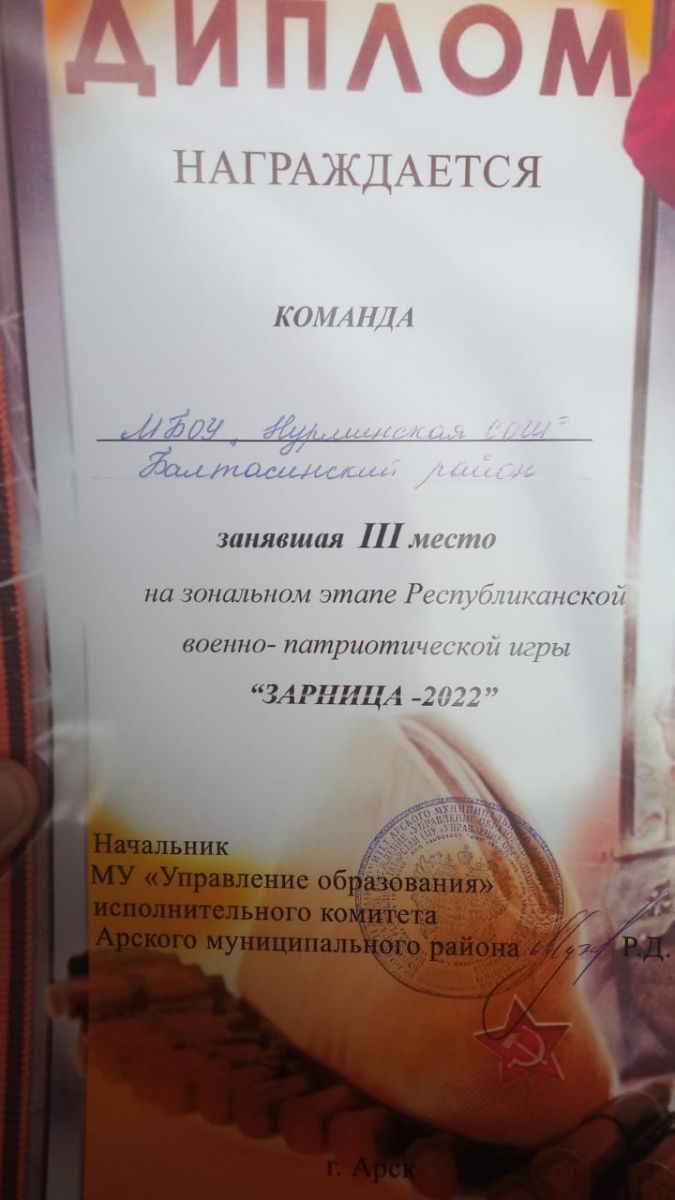 ДИПЛОМ
НАГРАЖДАЕТСЯ
КОМАНДА
МБОУ „Нурминская СОШ"
Балтасинский район
занявшая III место
на зональном этапе Республиканской
военно- патриотической игры
“ЗАРНИЦА -2022”
Начальник
МУ «Управление образования»
исполнительного комитета
Арского муниципального района Р.Д.
г. Арск